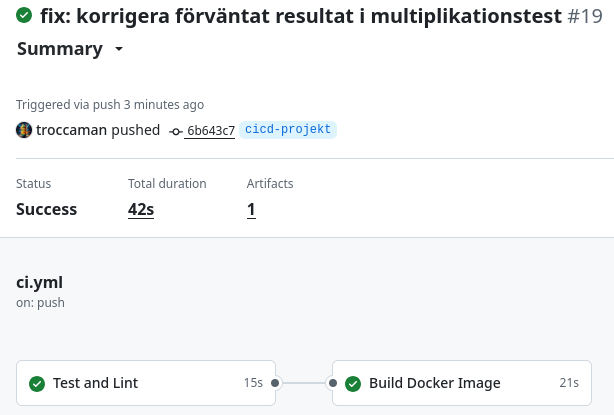 fix: korrigera förväntat resultat i multiplikationstest #19
Summary
Triggered via push 3 minutes ago
troccaman pushed 6b643c7 cicd-projekt
Status Total duration Artifacts
Success 42s 1
ci.yml
on: push
Test and Lint 15s Build Docker Image 21s